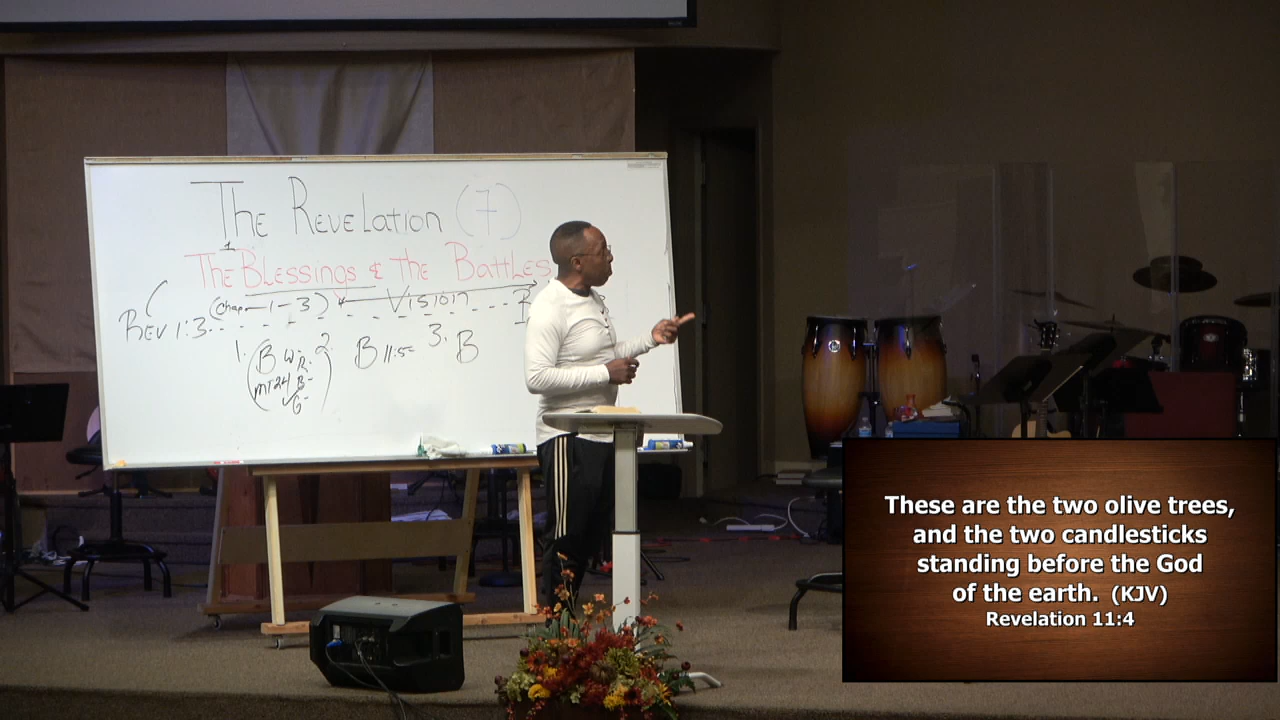 The Revelation (7)
The Blessings & the Battles
(Chap- 1-3) Vision
Rev 1:3
1. 2. 3.
B W- B 11:5- B
R-
MT 24 B-
G-
These are the two olive trees,
and the two candlesticks
standing before the God
of the earth. (KJV)
Revelation 11:4